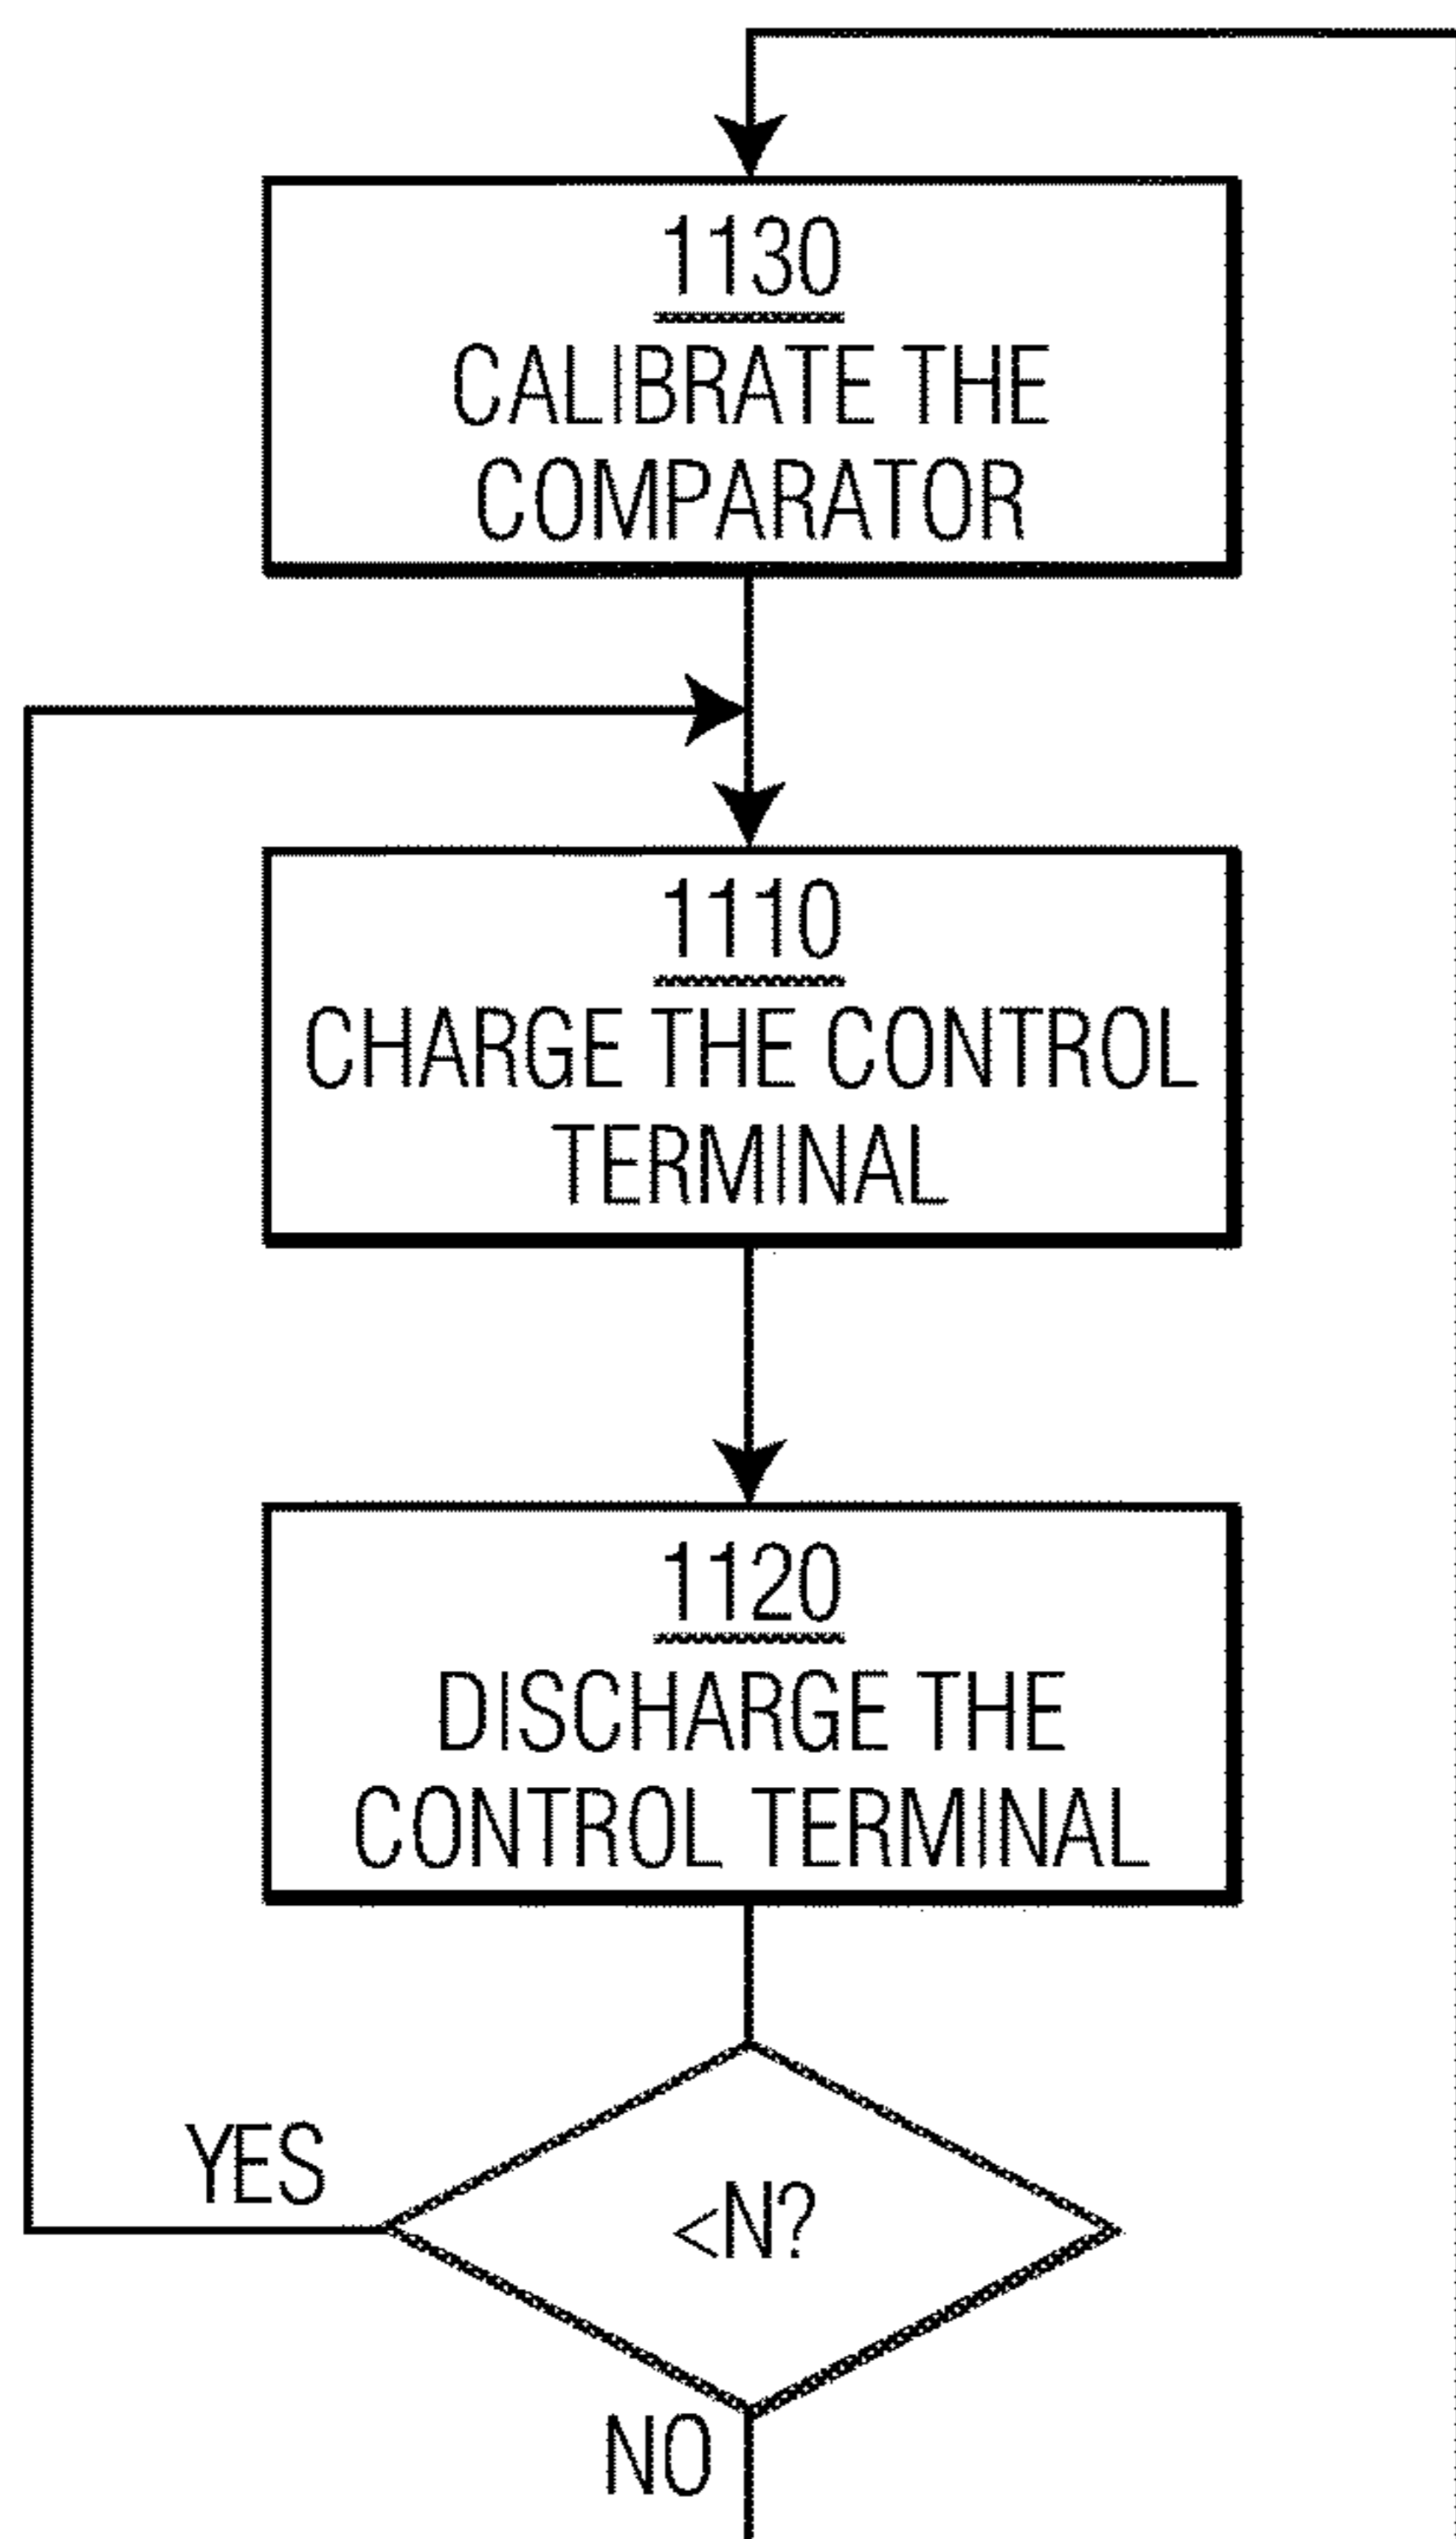 1130
CALIBRATE THE
COMPARATOR
1110
CHARGE THE CONTROL
TERMINAL
1120
DISCHARGE THE
CONTROL TERMINAL
YES
<N?
NO